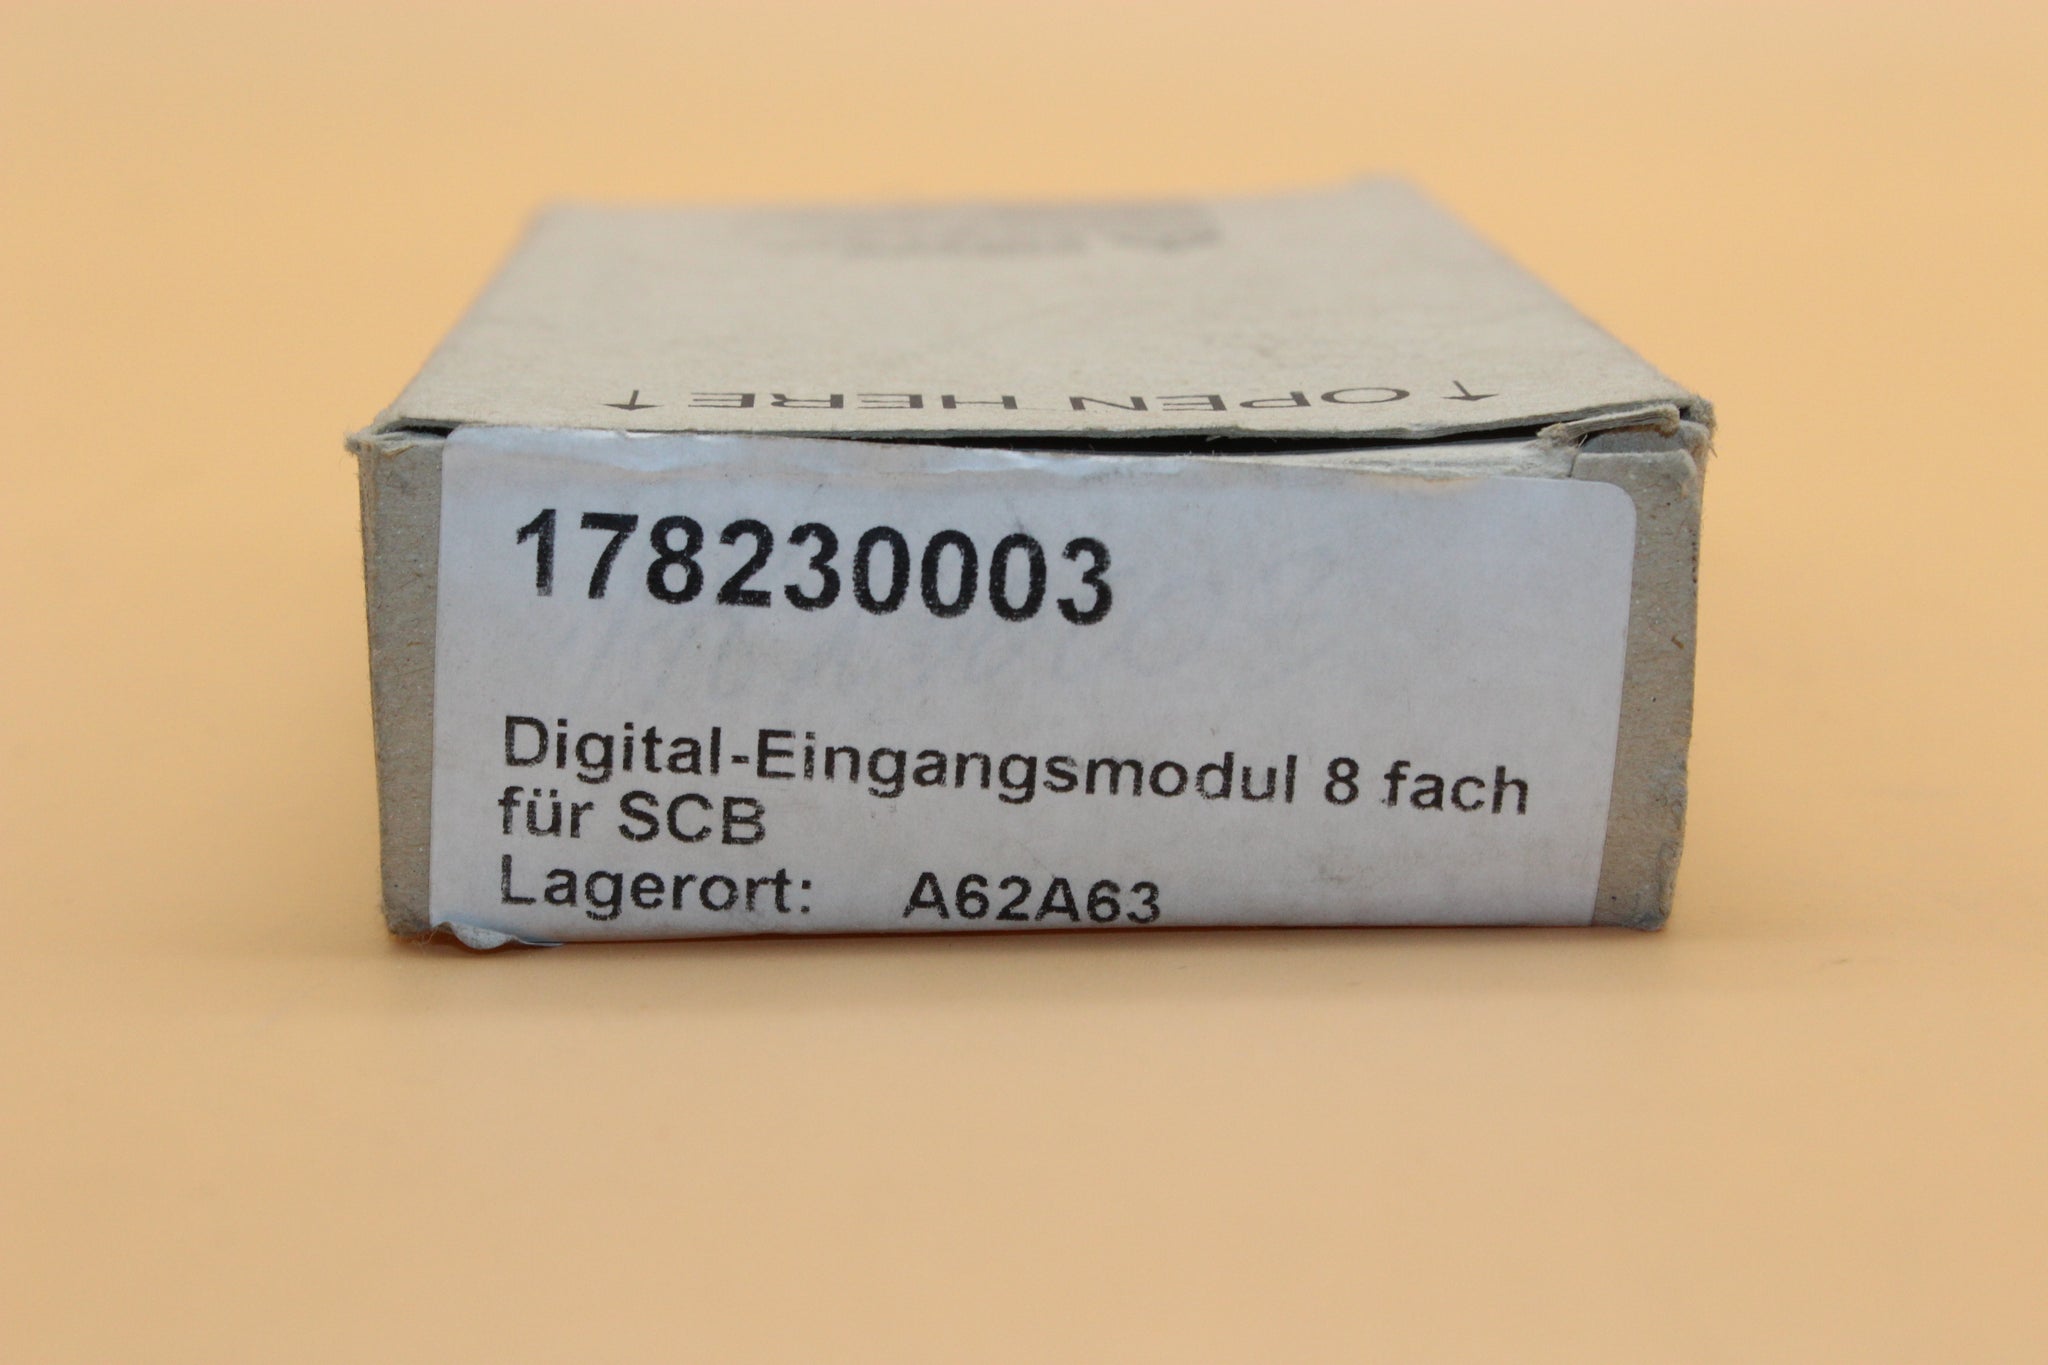 ↑ OPEN HERE ↑
178230003
Digital-Eingangsmodul 8 fach
für SCB
Lagerort: A62A63